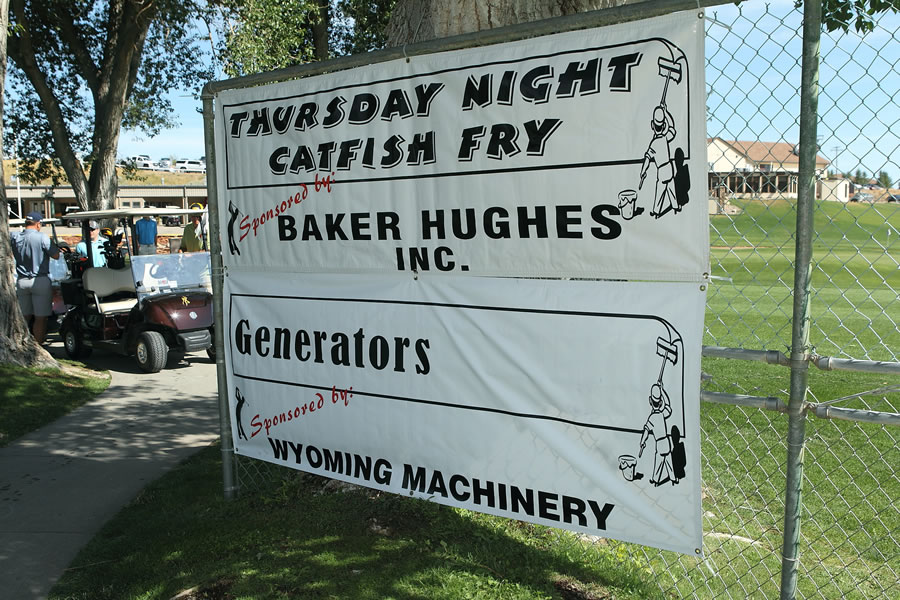 THURSDAY NIGHT
CATFISH FRY
Sponsored by:
BAKER HUGHES
INC.
Generators
Sponsored by:
WYOMING MACHINERY